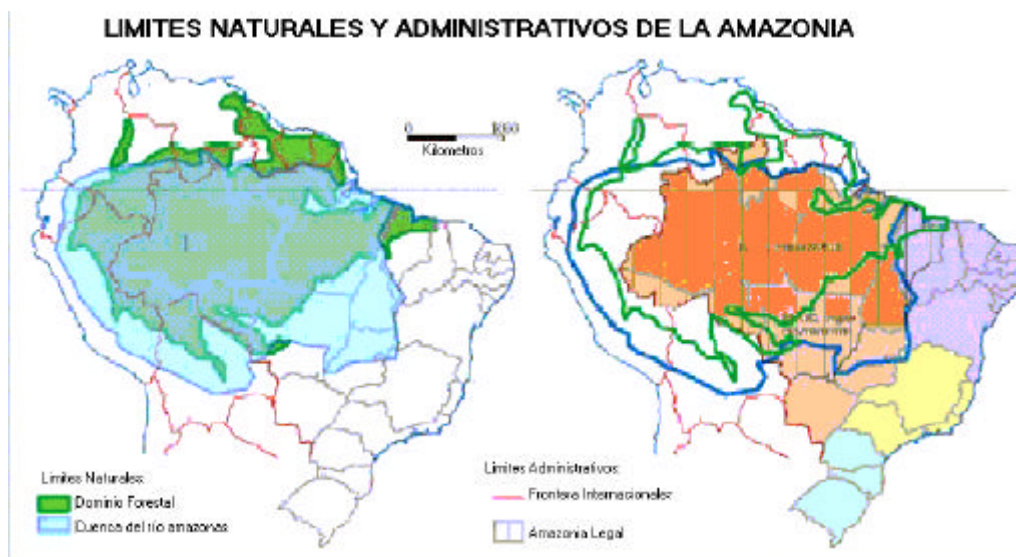 LIMITES NATURALES Y ADMINISTRATIVOS DE LA AMAZONIA
0
Kilometros
Limites Naturales:
Dominio Forestal
Cuenca del río amazonas
Limites Administrativos:
Frontera Internacionales
Amazonia Legal